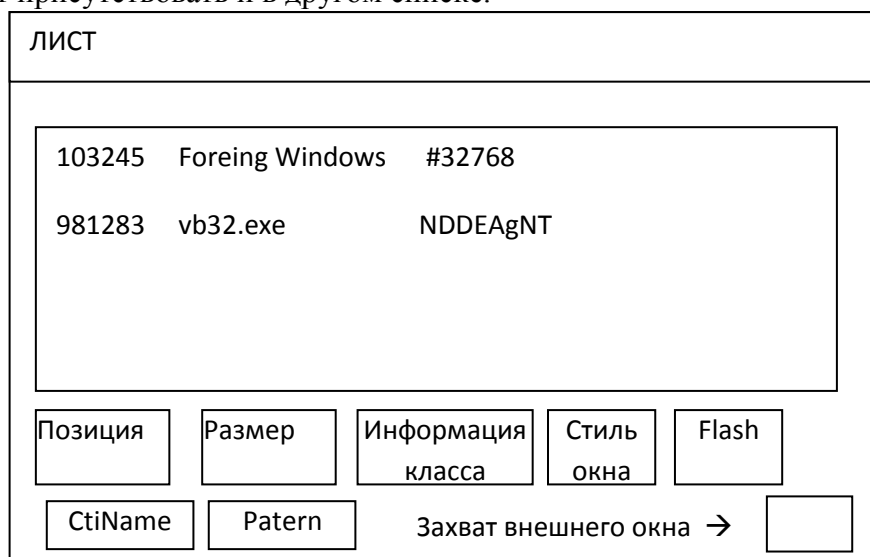 присутствовать и в другом списке.
ЛИСТ
103245 Foreing Windows #32768
981283 vb32.exe NDDEAgNT
Позиция Размер Информация класса Стиль окна Flash
CtiName Patern Захват внешнего окна →